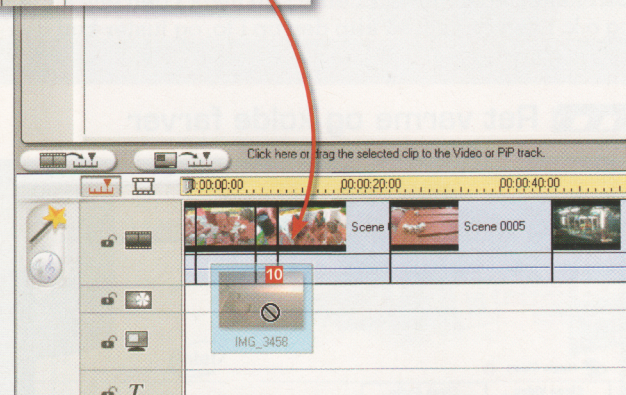 Click here or drag the selected clip to the Video or PiP track.
0:00:00:00 00:00:20:00 00:00:40:00
Scene Scene 0005
10
IMG_3458
T